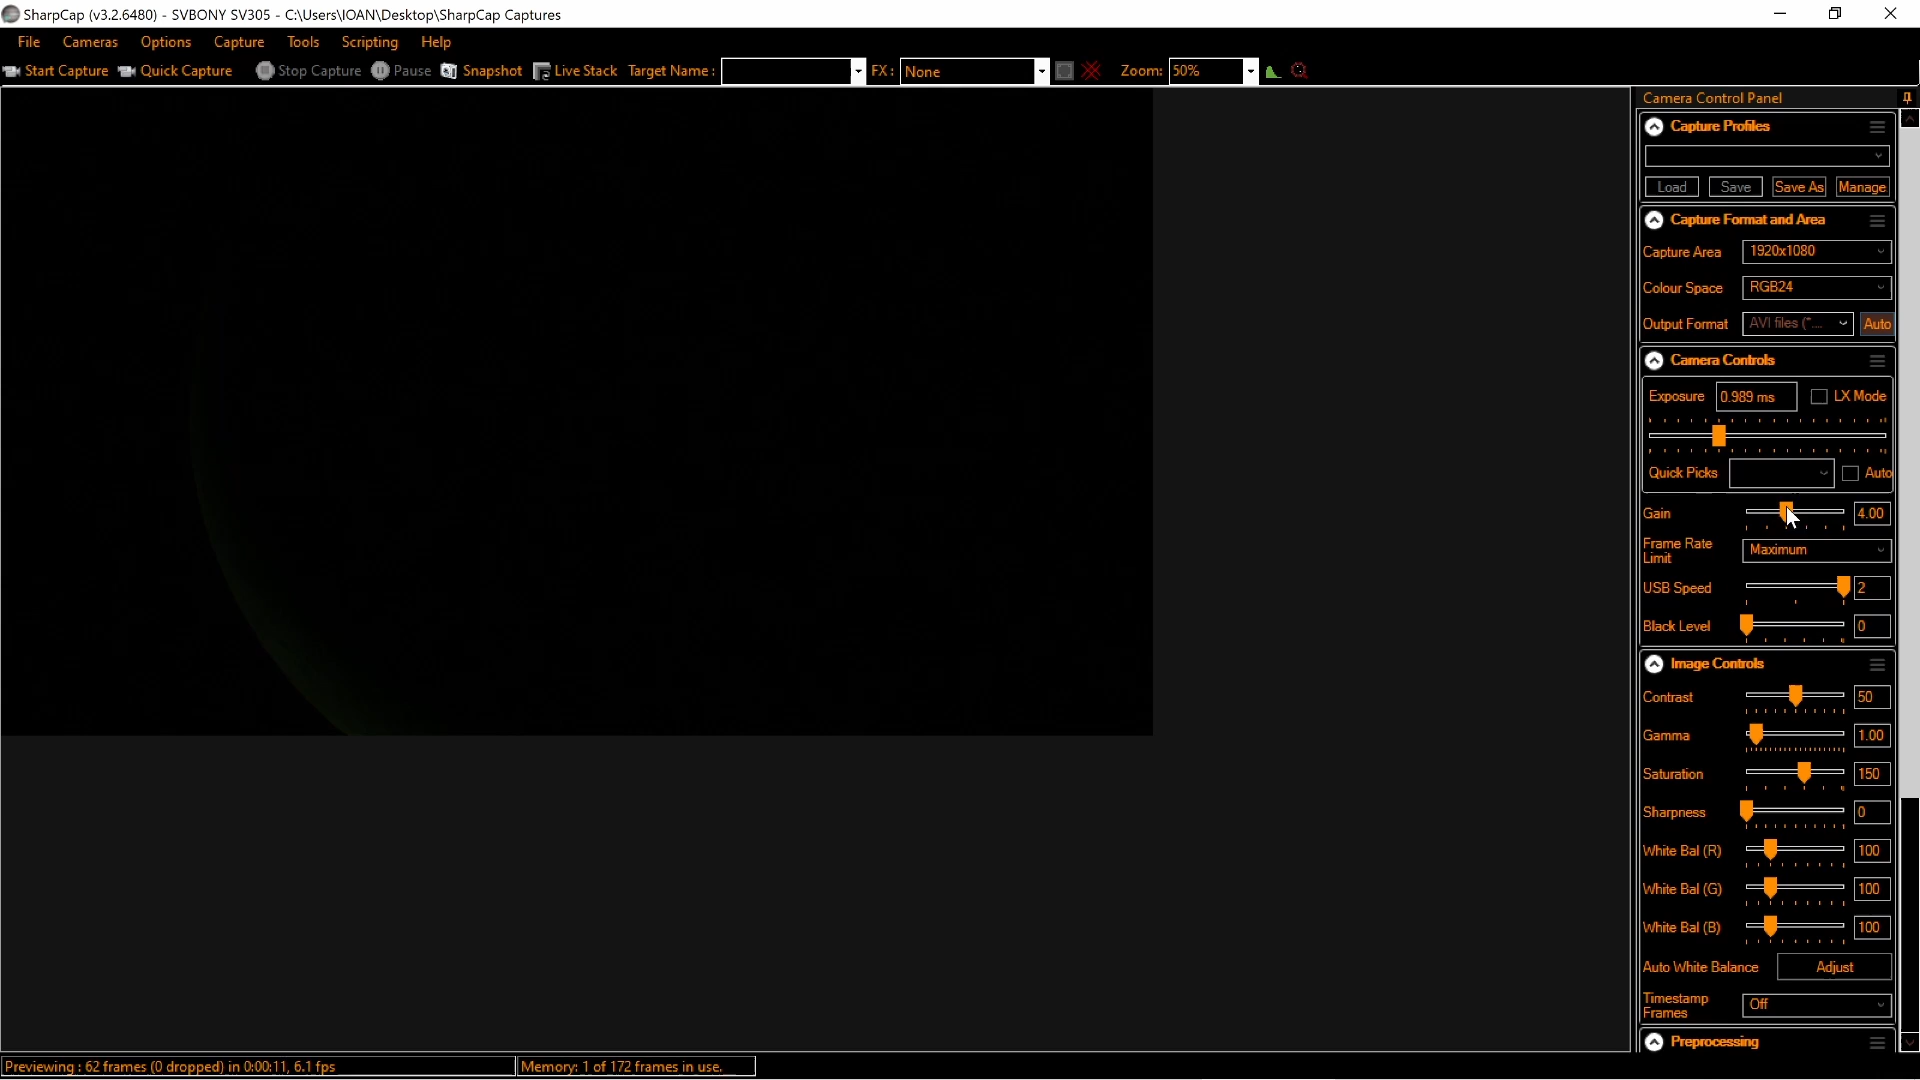 SharpCap (v3.2.6480) - SVBONY SV305 - C:\Users\IOAN\Desktop\SharpCap Captures
File Cameras Options Capture Tools Scripting Help
Start Capture Quick Capture Stop Capture Pause Snapshot Live Stack Target Name : FX : None Zoom: 50%
Camera Control Panel
Capture Profiles
Load Save Save As Manage
Capture Format and Area
Capture Area 1920x1080
Colour Space RGB24
Output Format AVI files (*.... Auto
Camera Controls
Exposure 0.989 ms LX Mode
Quick Picks Auto
Gain 4.00
Frame Rate
Limit Maximum
USB Speed 2
Black Level 0
Image Controls
Contrast 50
Gamma 1.00
Saturation 150
Sharpness 0
White Bal (R) 100
White Bal (G) 100
White Bal (B) 100
Auto White Balance Adjust
Timestamp
Frames Off
Preprocessing
Previewing : 62 frames (0 dropped) in 0:00:11, 6.1 fps Memory: 1 of 172 frames in use.